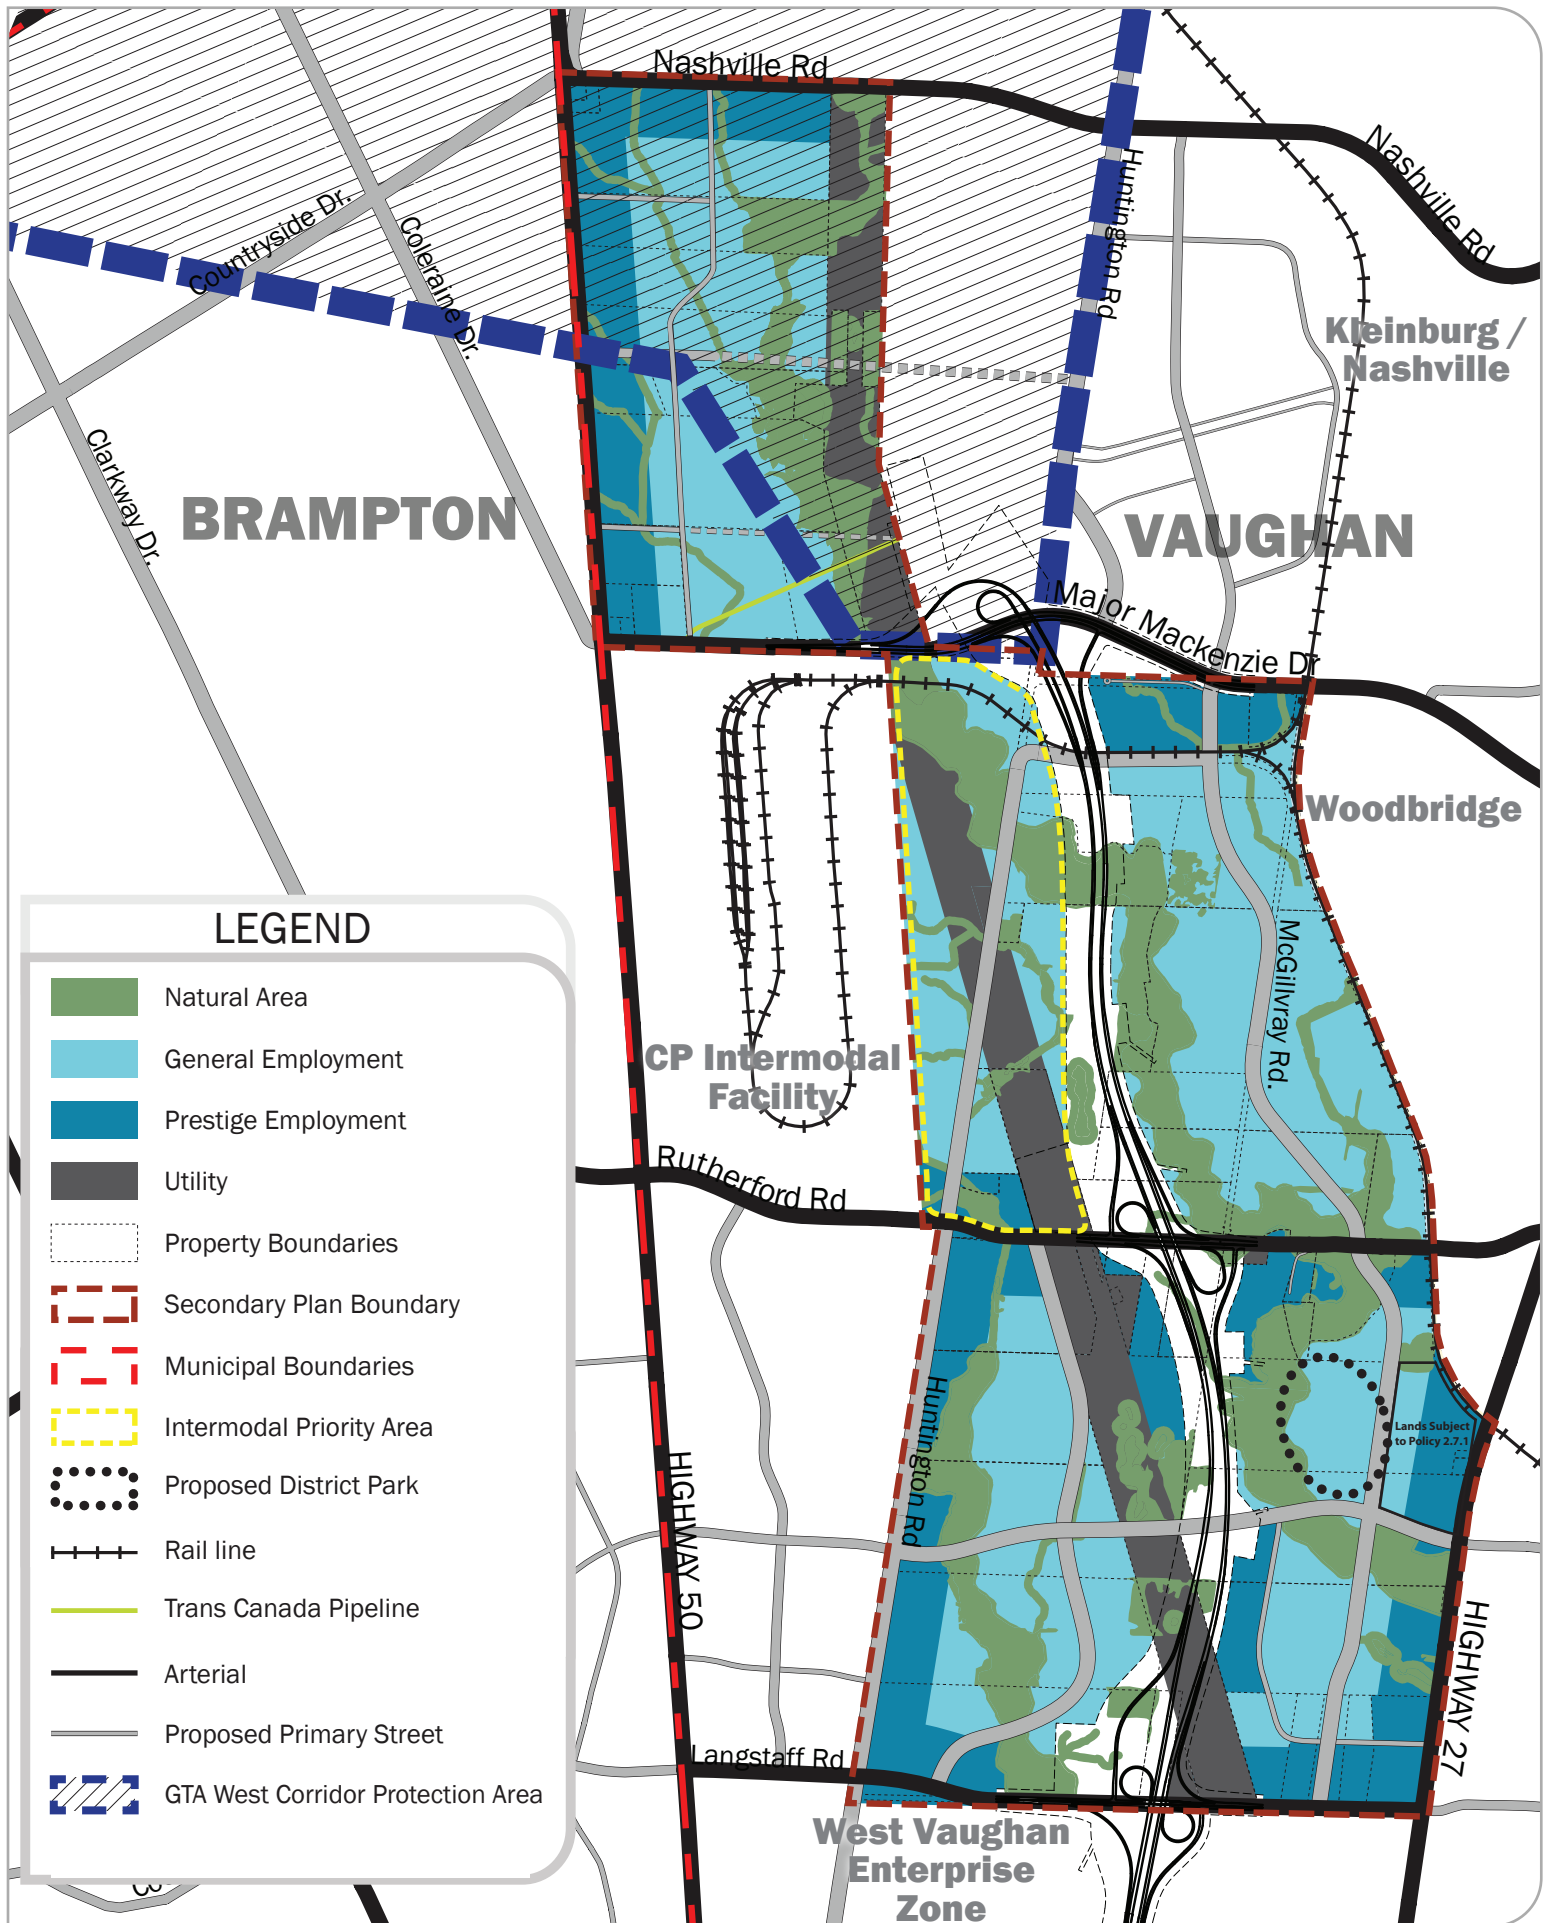 Nashville Rd
Nashville Rd
Huntington Rd
Countryside Dr.
Coleraine Dr.
Kleinburg /
Nashville
Clarkway Dr.
BRAMPTON
VAUGHAN
Major Mackenzie Dr
Woodbridge
McGillvray Rd.
CP Intermodal
Facility
Rutherford Rd
Huntington Rd
Lands Subject
to Policy 2.7.1
HIGHWAY 50
HIGHWAY 27
Langstaff Rd
West Vaughan
Enterprise
Zone
LEGEND
Natural Area
General Employment
Prestige Employment
Utility
Property Boundaries
Secondary Plan Boundary
Municipal Boundaries
Intermodal Priority Area
Proposed District Park
Rail line
Trans Canada Pipeline
Arterial
Proposed Primary Street
GTA West Corridor Protection Area